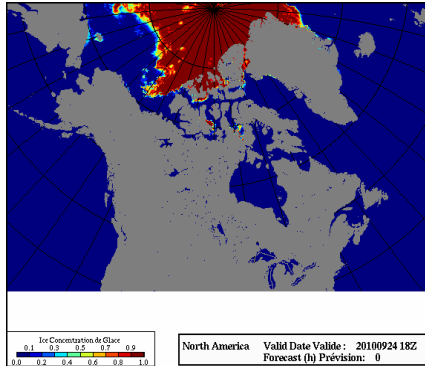 Ice Concentration de Glace
0.1 0.3 0.5 0.7 0.9
0.0 0.2 0.4 0.6 0.8 1.0
North America Valid Date Valide : 20100924 18Z
Forecast (h) Prévision: 0